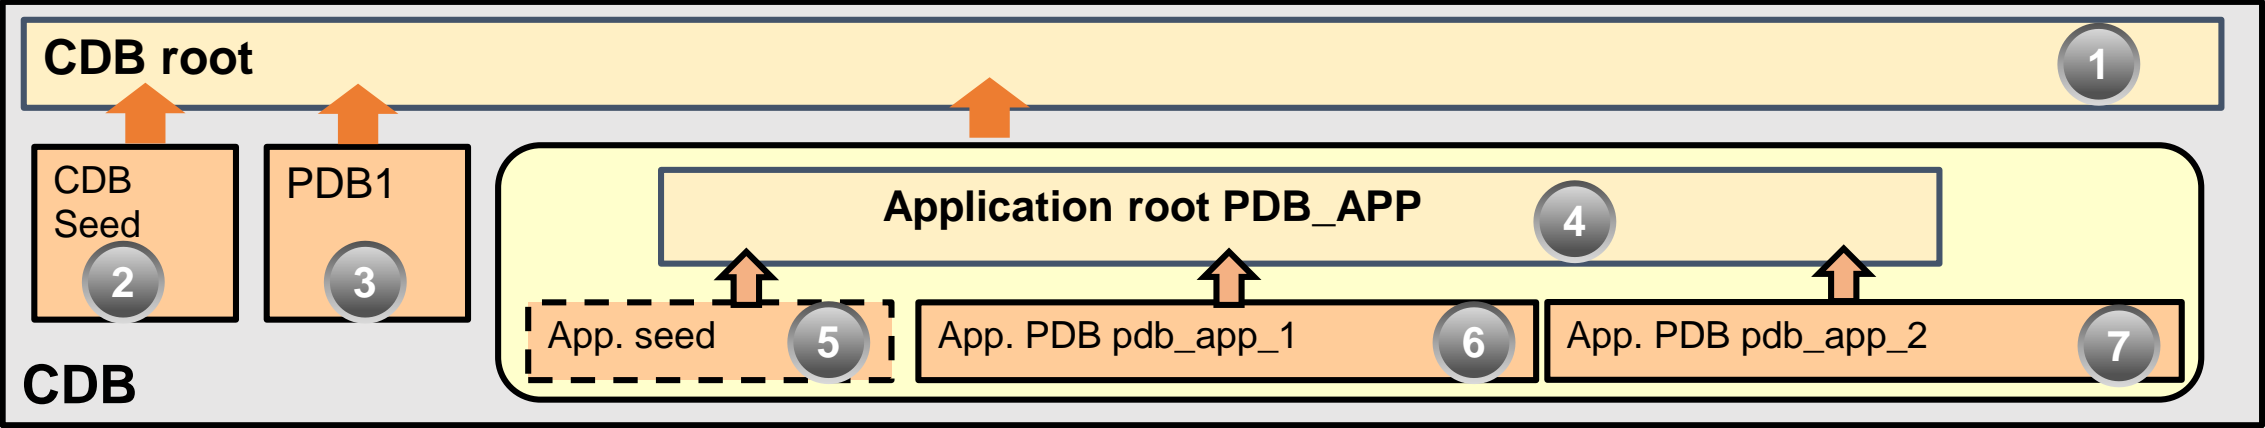 CDB root
1
CDB
Seed
2
PDB1
3
Application root PDB_APP
4
App. seed
5
App. PDB pdb_app_1
6
App. PDB pdb_app_2
7
CDB